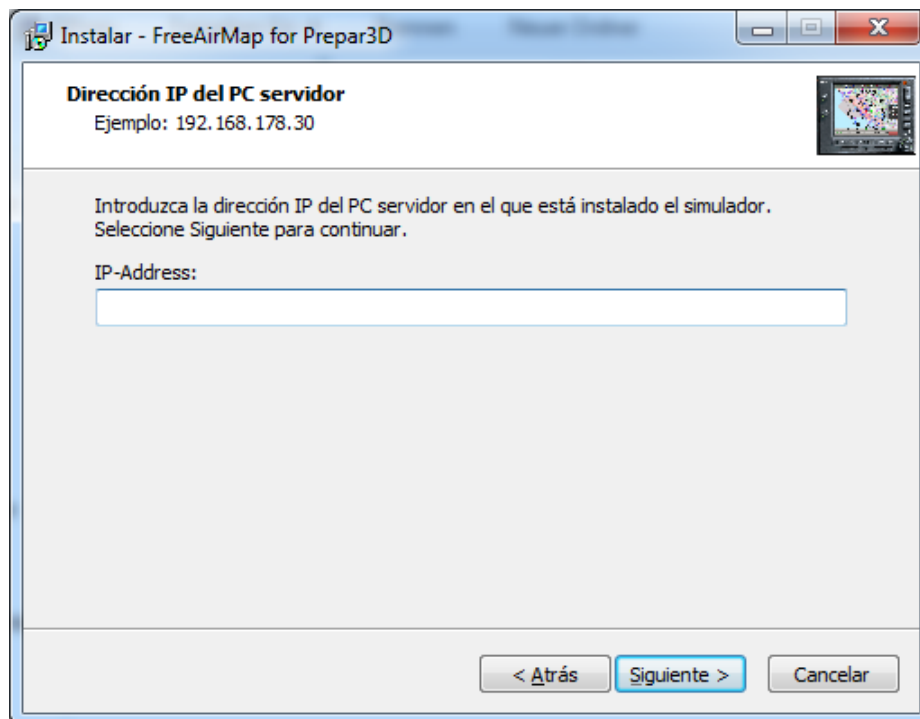 Instalar - FreeAirMap for Prepar3D
Dirección IP del PC servidor
Ejemplo: 192.168.178.30
Introduzca la dirección IP del PC servidor en el que está instalado el simulador.
Seleccione Siguiente para continuar.
IP-Address:
< Atrás Siguiente > Cancelar